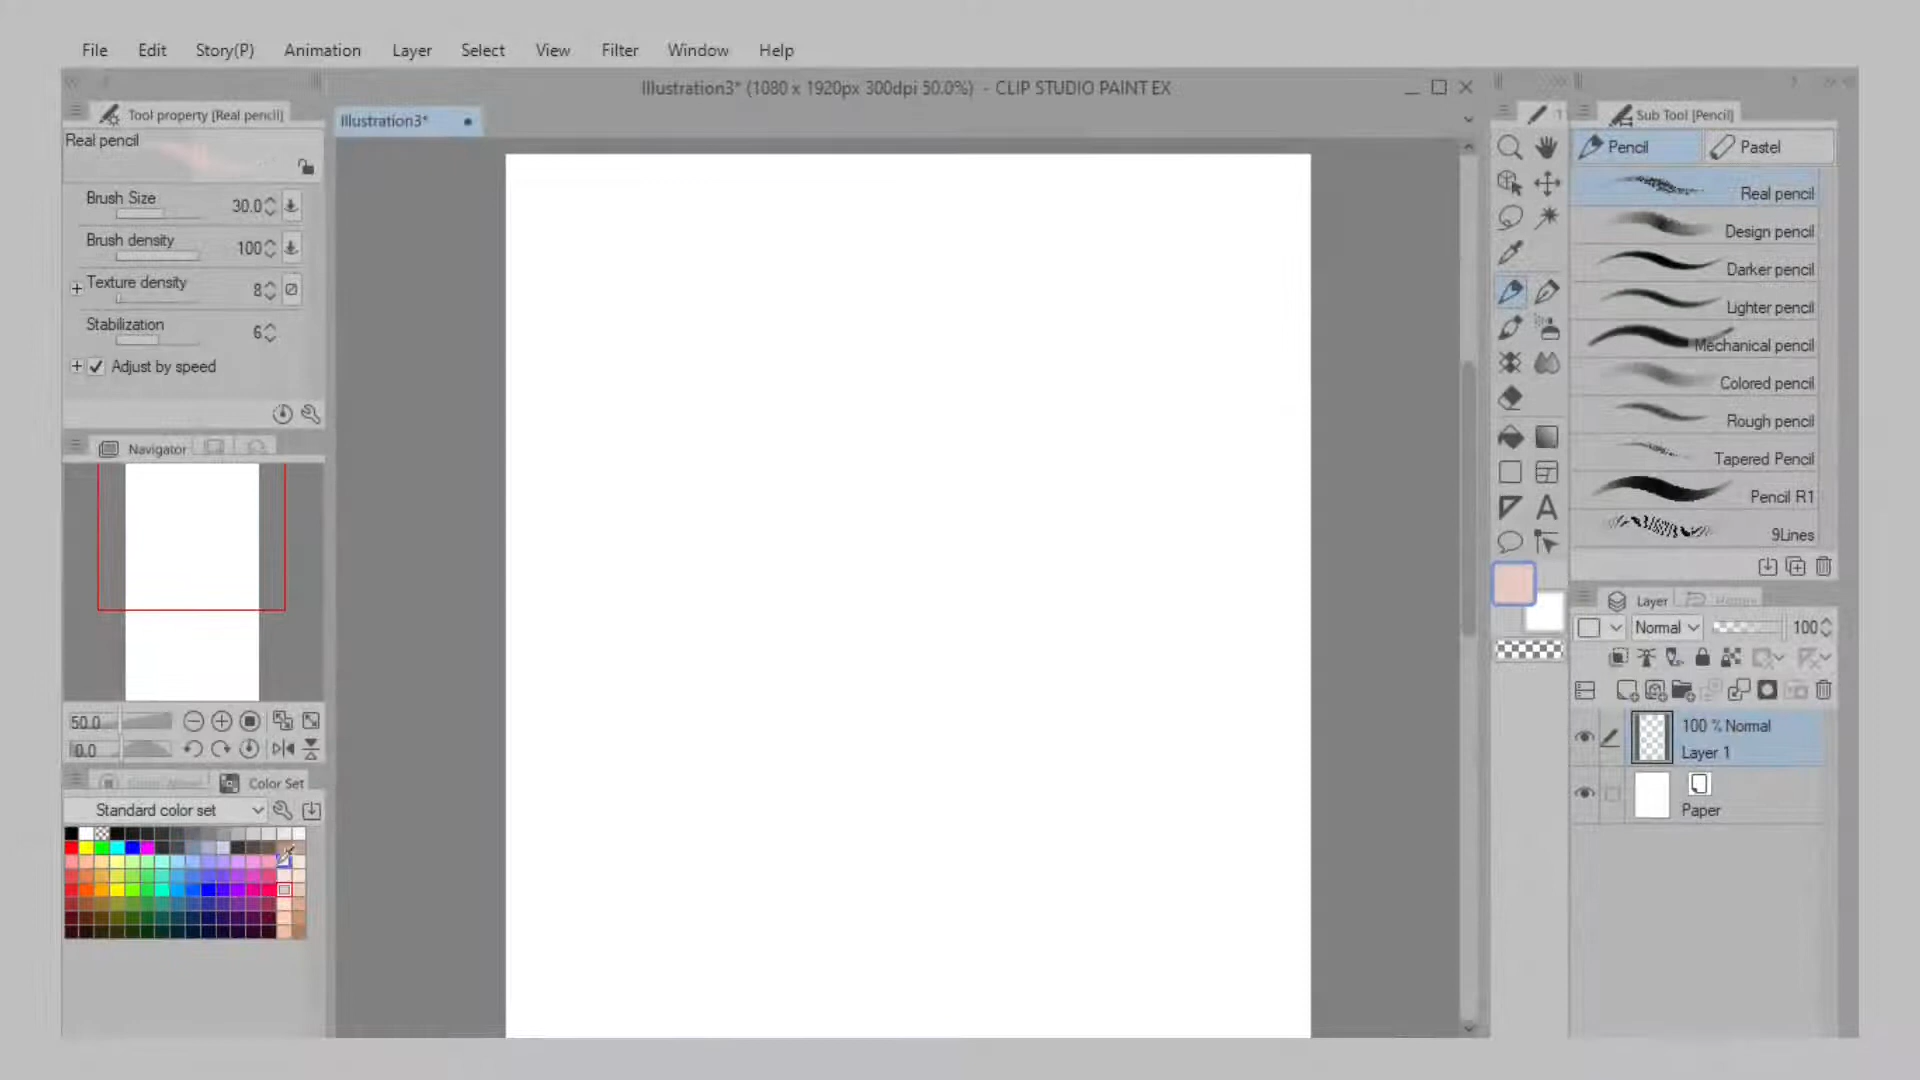 File Edit Story(P) Animation Layer Select View Filter Window Help
Illustration3* (1080 x 1920px 300dpi 50.0%) - CLIP STUDIO PAINT EX
Tool property [Real pencil]
Illustration3*
Real pencil
Brush Size 30.0
Brush density 100
Texture density 8
Stabilization 6
Adjust by speed
Navigator
50.0
0.0
Color Set
Standard color set
1
Sub Tool [Pencil]
Pencil Pastel
Real pencil
Design pencil
Darker pencil
Lighter pencil
Mechanical pencil
Colored pencil
Rough pencil
Tapered Pencil
Pencil R1
9Lines
Layer
Normal 100
100 % Normal
Layer 1
Paper